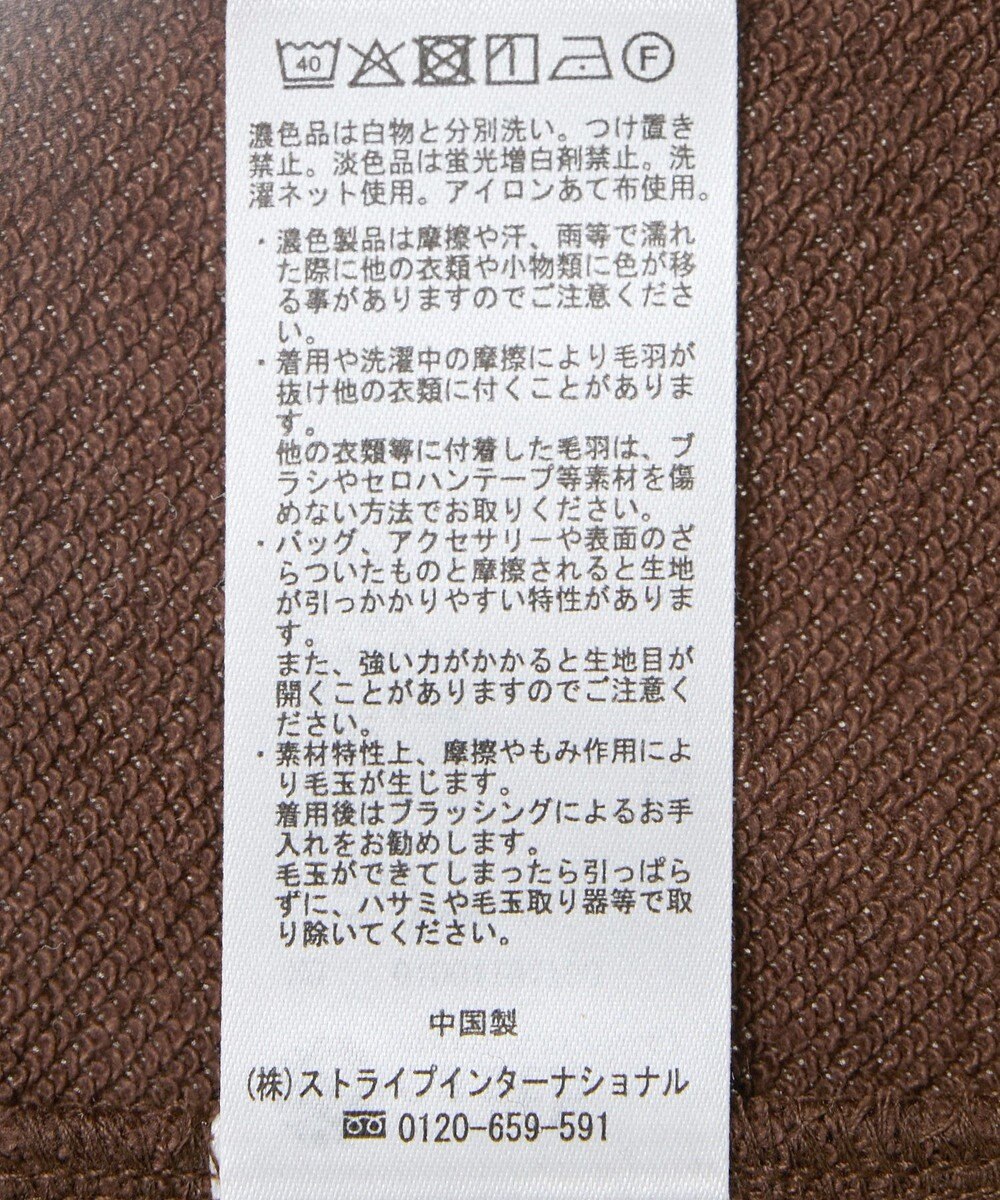 40 F
濃色品は白物と分別洗い。つけ置き
禁止。淡色品は蛍光増白剤禁止。洗
濯ネット使用。アイロンあて布使用。
・濃色製品は摩擦や汗、雨等で濡れ
た際に他の衣類や小物類に色が移
る事がありますのでご注意くださ
い。
・着用や洗濯中の摩擦により毛羽が
抜け他の衣類に付くことがありま
す。
他の衣類等に付着した毛羽は、ブ
ラシやセロハンテープ等素材を傷
めない方法でお取りください。
・バッグ、アクセサリーや表面のざ
らついたものと摩擦されると生地
が引っかかりやすい特性がありま
す。
また、強い力がかかると生地目が
開くことがありますのでご注意く
ださい。
・素材特性上、摩擦やもみ作用によ
り毛玉が生じます。
着用後はブラッシングによるお手
入れをお勧めします。
毛玉ができてしまったら引っぱら
ずに、ハサミや毛玉取り器等で取
り除いてください。
中国製
(株)ストライプインターナショナル
0120-659-591